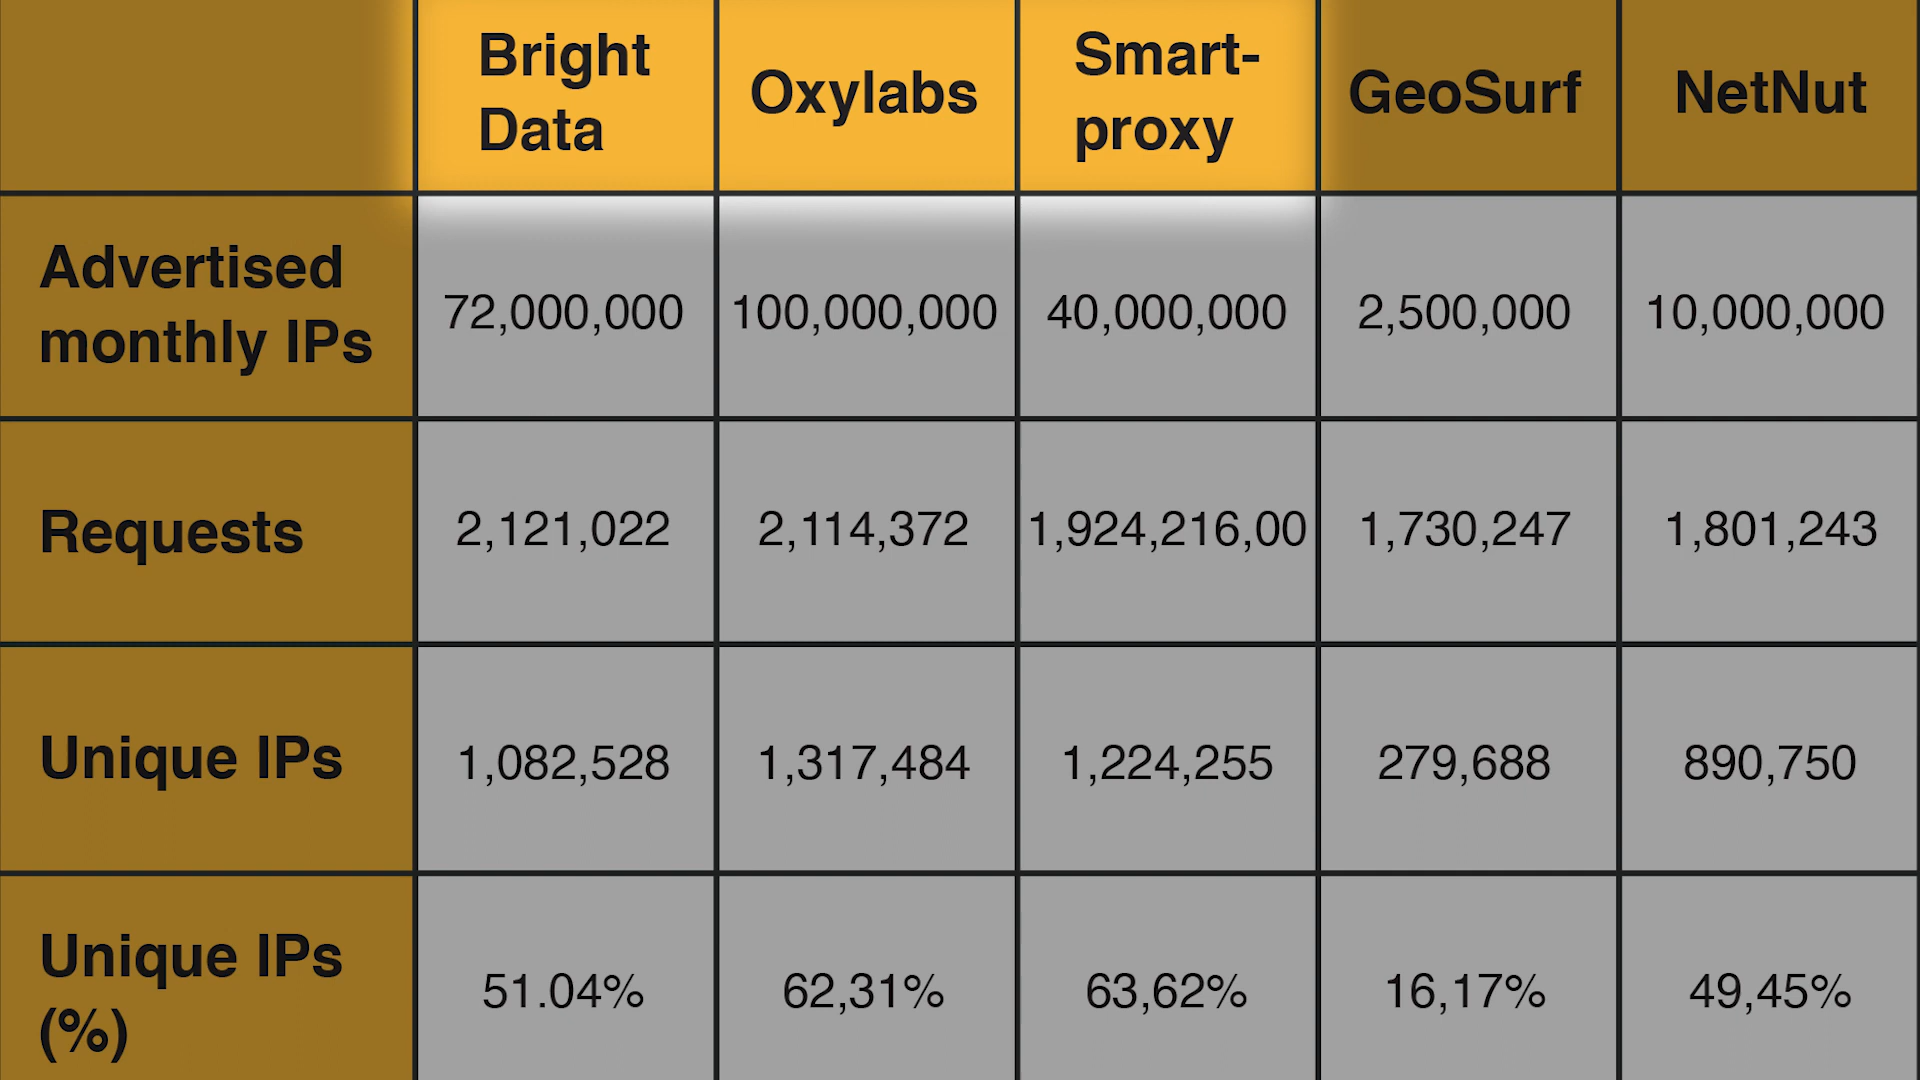 Bright
Data
Oxylabs
Smart-
proxy
GeoSurf
NetNut
Advertised
monthly IPs
72,000,000
100,000,000
40,000,000
2,500,000
10,000,000
Requests
2,121,022
2,114,372
1,924,216,00
1,730,247
1,801,243
Unique IPs
1,082,528
1,317,484
1,224,255
279,688
890,750
Unique IPs
(%)
51.04%
62,31%
63,62%
16,17%
49,45%